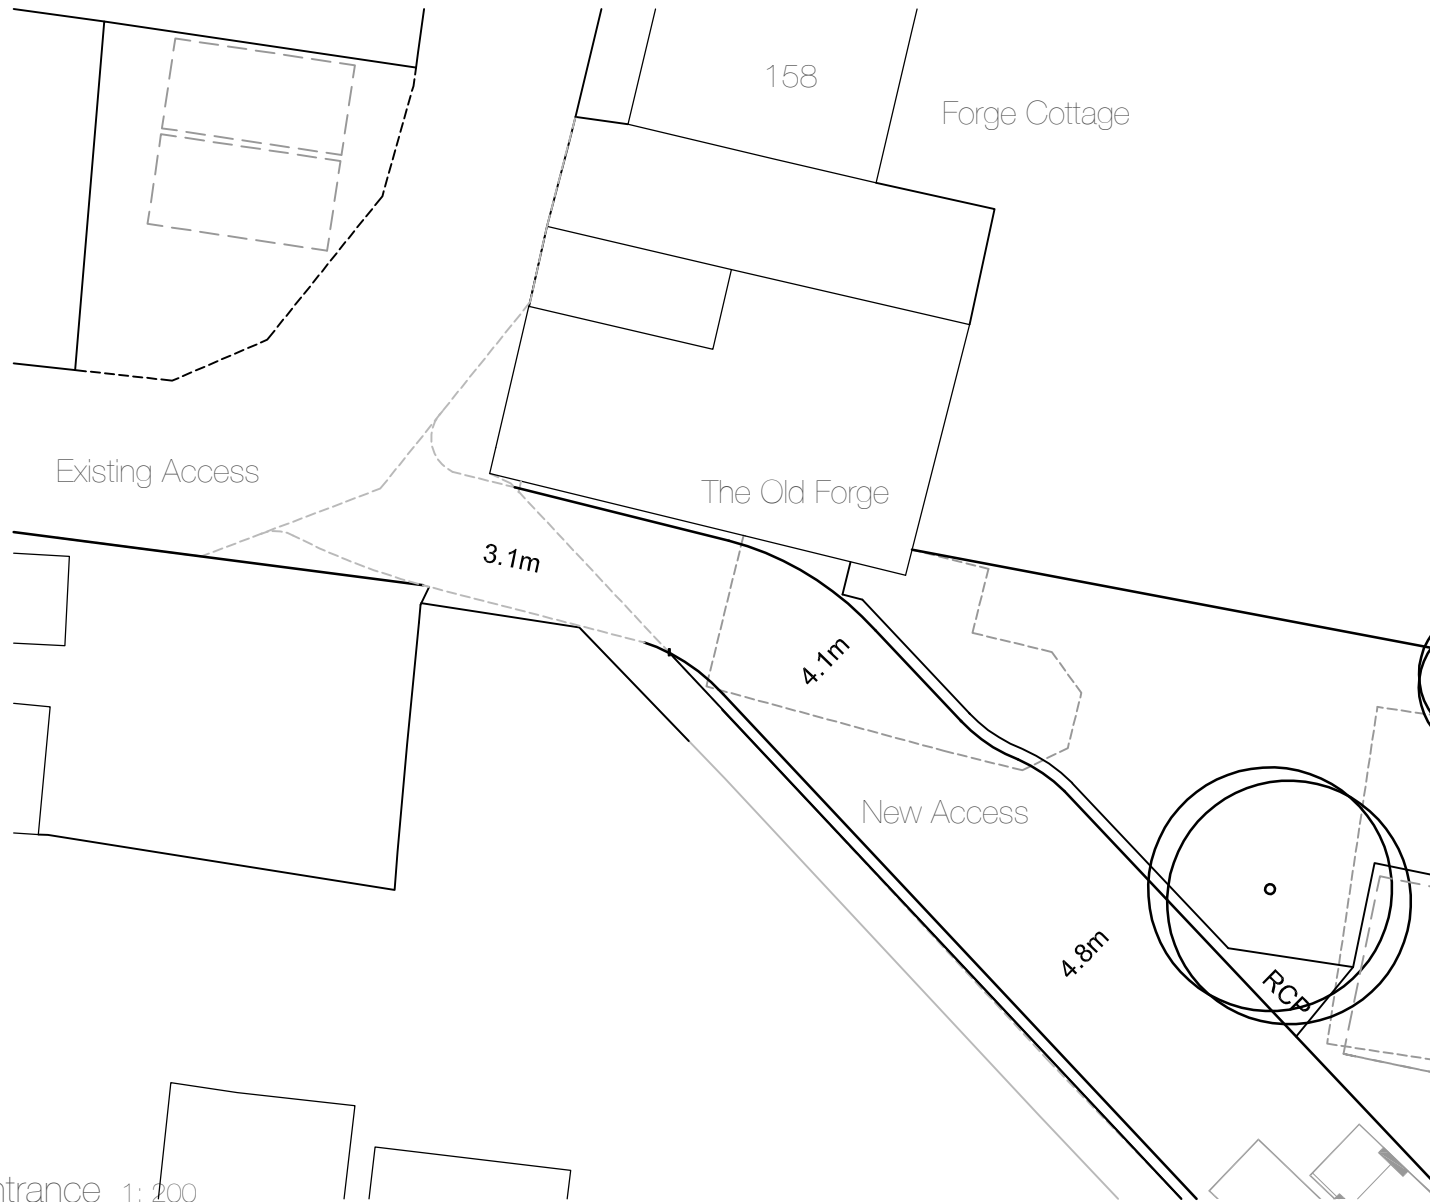 158
Forge Cottage
Existing Access
The Old Forge
3.1m
4.1m
New Access
4.8m
RCP
ntrance 1: 200